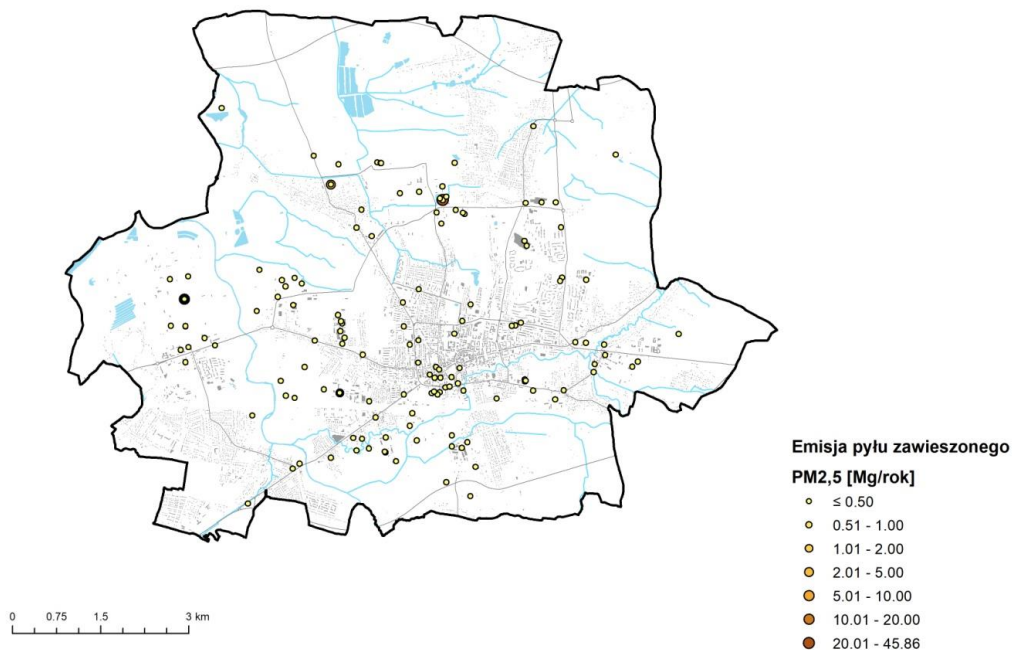 Emisja pyłu zawieszonego
PM2,5 [Mg/rok]
≤ 0.50
0.51 - 1.00
1.01 - 2.00
2.01 - 5.00
5.01 - 10.00
10.01 - 20.00
20.01 - 45.86
0 0.75 1.5 3 km